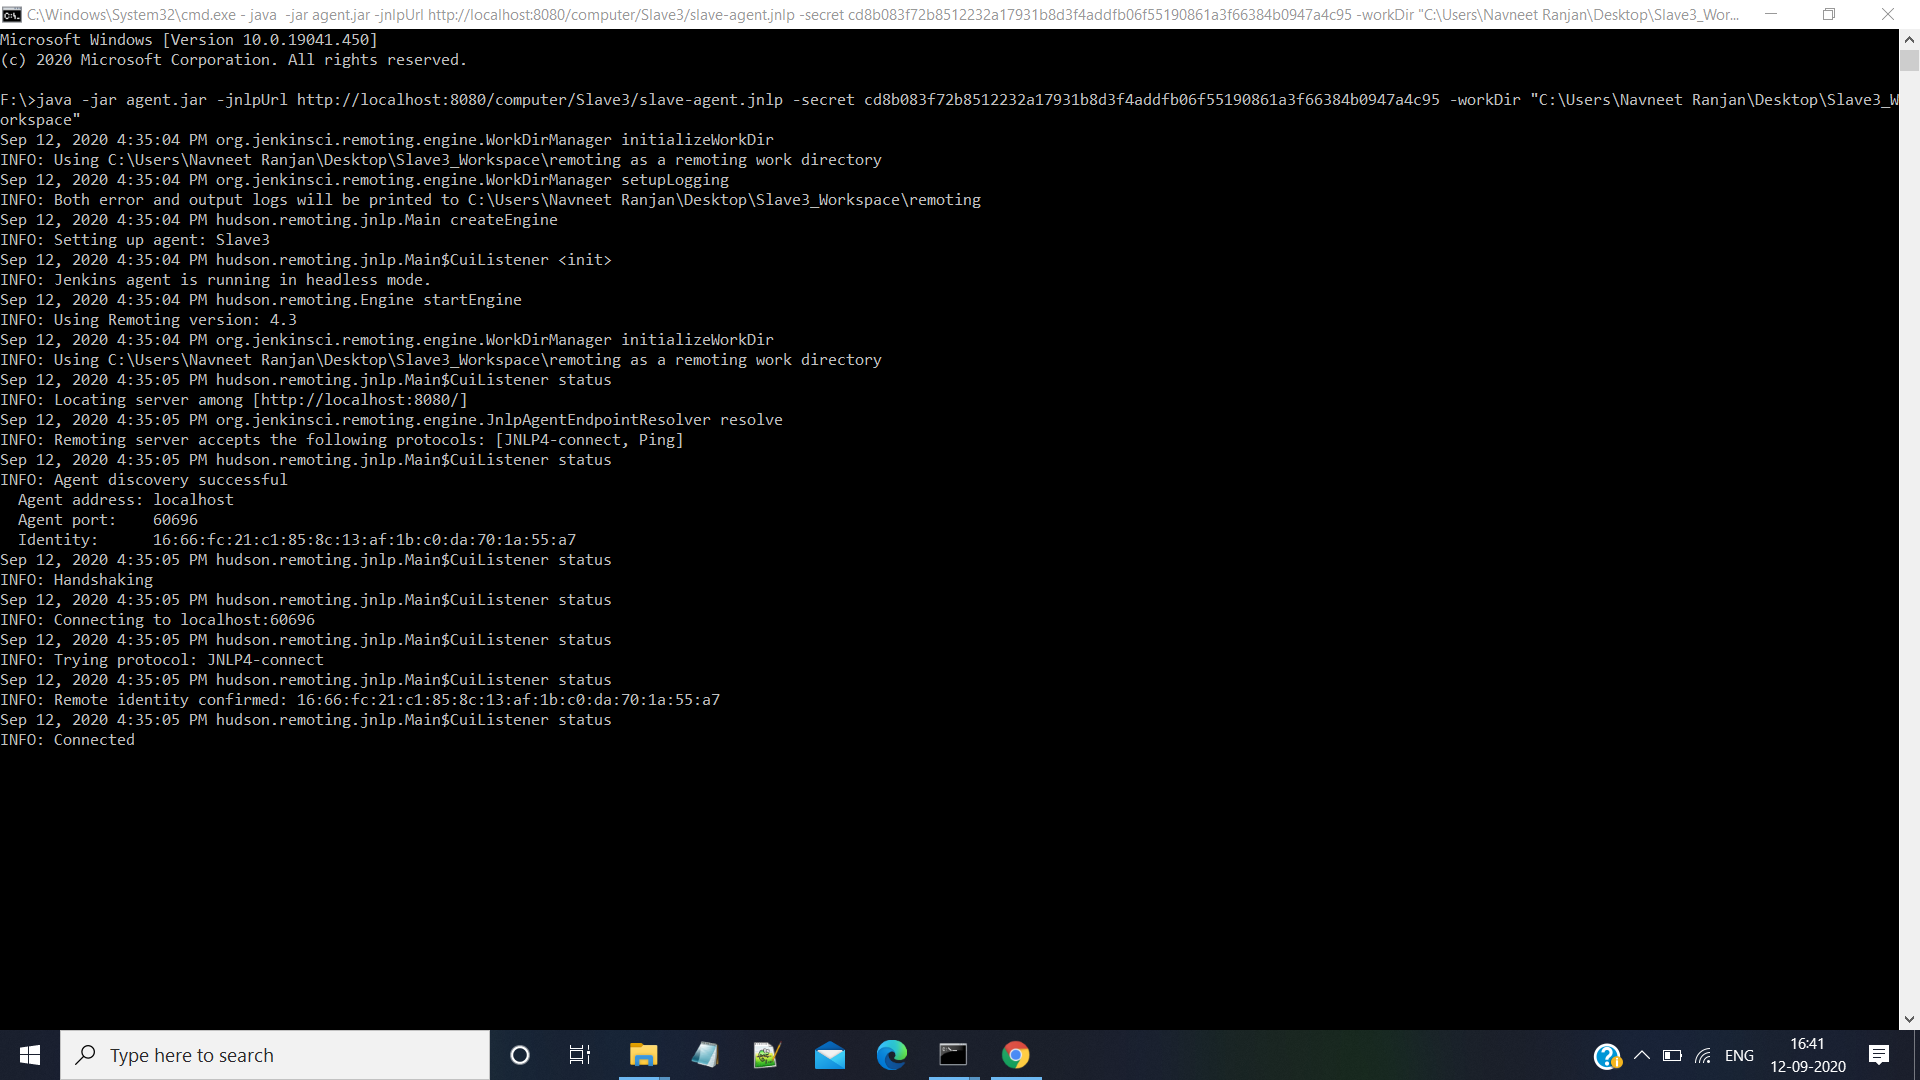 C:\Windows\System32\cmd.exe - java  -jar agent.jar -jnlpUrl http://localhost:8080/computer/Slave3/slave-agent.jnlp -secret cd8b083f72b8512232a17931b8d3f4addfb06f55190861a3f66384b0947a4c95 -workDir "C:\Users\Navneet Ranjan\Desktop\Slave3_Wor...
Microsoft Windows [Version 10.0.19041.450]
(c) 2020 Microsoft Corporation. All rights reserved.
F:\>java -jar agent.jar -jnlpUrl http://localhost:8080/computer/Slave3/slave-agent.jnlp -secret cd8b083f72b8512232a17931b8d3f4addfb06f55190861a3f66384b0947a4c95 -workDir "C:\Users\Navneet Ranjan\Desktop\Slave3_W
orkspace"
Sep 12, 2020 4:35:04 PM org.jenkinsci.remoting.engine.WorkDirManager initializeWorkDir
INFO: Using C:\Users\Navneet Ranjan\Desktop\Slave3_Workspace\remoting as a remoting work directory
Sep 12, 2020 4:35:04 PM org.jenkinsci.remoting.engine.WorkDirManager setupLogging
INFO: Both error and output logs will be printed to C:\Users\Navneet Ranjan\Desktop\Slave3_Workspace\remoting
Sep 12, 2020 4:35:04 PM hudson.remoting.jnlp.Main createEngine
INFO: Setting up agent: Slave3
Sep 12, 2020 4:35:04 PM hudson.remoting.jnlp.Main$CuiListener <init>
INFO: Jenkins agent is running in headless mode.
Sep 12, 2020 4:35:04 PM hudson.remoting.Engine startEngine
INFO: Using Remoting version: 4.3
Sep 12, 2020 4:35:04 PM org.jenkinsci.remoting.engine.WorkDirManager initializeWorkDir
INFO: Using C:\Users\Navneet Ranjan\Desktop\Slave3_Workspace\remoting as a remoting work directory
Sep 12, 2020 4:35:05 PM hudson.remoting.jnlp.Main$CuiListener status
INFO: Locating server among [http://localhost:8080/]
Sep 12, 2020 4:35:05 PM org.jenkinsci.remoting.engine.JnlpAgentEndpointResolver resolve
INFO: Remoting server accepts the following protocols: [JNLP4-connect, Ping]
Sep 12, 2020 4:35:05 PM hudson.remoting.jnlp.Main$CuiListener status
INFO: Agent discovery successful
  Agent address: localhost
  Agent port:    60696
  Identity:      16:66:fc:21:c1:85:8c:13:af:1b:c0:da:70:1a:55:a7
Sep 12, 2020 4:35:05 PM hudson.remoting.jnlp.Main$CuiListener status
INFO: Handshaking
Sep 12, 2020 4:35:05 PM hudson.remoting.jnlp.Main$CuiListener status
INFO: Connecting to localhost:60696
Sep 12, 2020 4:35:05 PM hudson.remoting.jnlp.Main$CuiListener status
INFO: Trying protocol: JNLP4-connect
Sep 12, 2020 4:35:05 PM hudson.remoting.jnlp.Main$CuiListener status
INFO: Remote identity confirmed: 16:66:fc:21:c1:85:8c:13:af:1b:c0:da:70:1a:55:a7
Sep 12, 2020 4:35:05 PM hudson.remoting.jnlp.Main$CuiListener status
INFO: Connected
Type here to search
ENG
16:41
12-09-2020